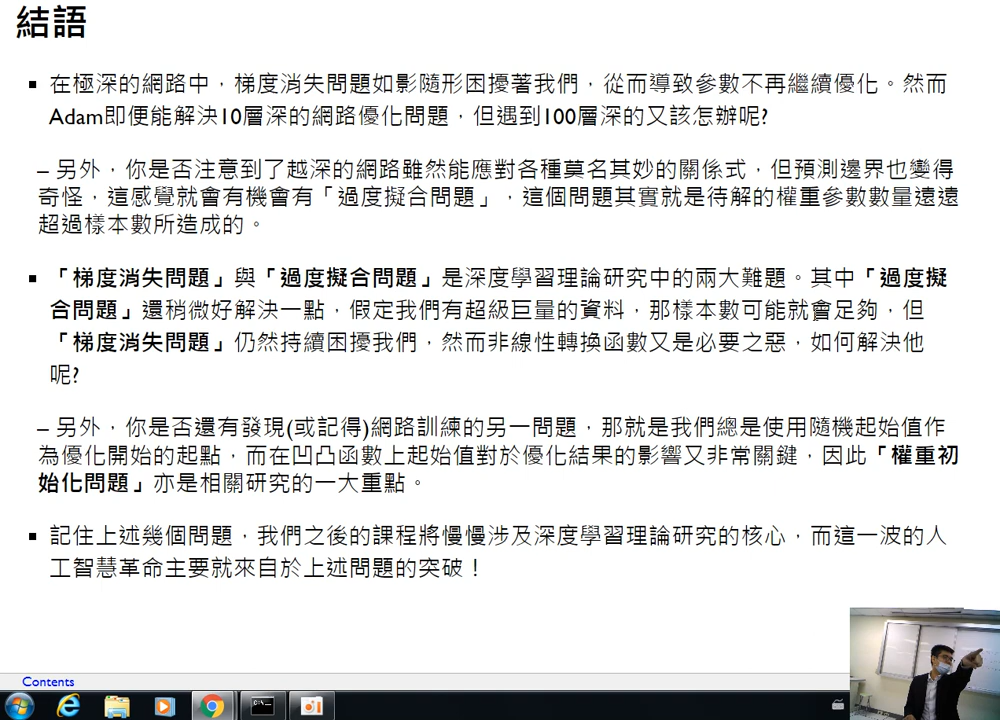 結語
▪ 在極深的網路中，梯度消失問題如影隨形困擾著我們，從而導致參數不再繼續優化。然而
Adam即便能解決10層深的網路優化問題，但遇到100層深的又該怎辦呢?
– 另外，你是否注意到了越深的網路雖然能應對各種莫名其妙的關係式，但預測邊界也變得
奇怪，這感覺就會有機會有「過度擬合問題」，這個問題其實就是待解的權重參數數量遠遠
超過樣本數所造成的。
▪ 「梯度消失問題」與「過度擬合問題」是深度學習理論研究中的兩大難題。其中「過度擬
合問題」還稍微好解決一點，假定我們有超級巨量的資料，那樣本數可能就會足夠，但
「梯度消失問題」仍然持續困擾我們，然而非線性轉換函數又是必要之惡，如何解決他
呢?
– 另外，你是否還有發現(或記得)網路訓練的另一問題，那就是我們總是使用隨機起始值作
為優化開始的起點，而在凹凸函數上起始值對於優化結果的影響又非常關鍵，因此「權重初
始化問題」亦是相關研究的一大重點。
▪ 記住上述幾個問題，我們之後的課程將慢慢涉及深度學習理論研究的核心，而這一波的人
工智慧革命主要就來自於上述問題的突破！
Contents